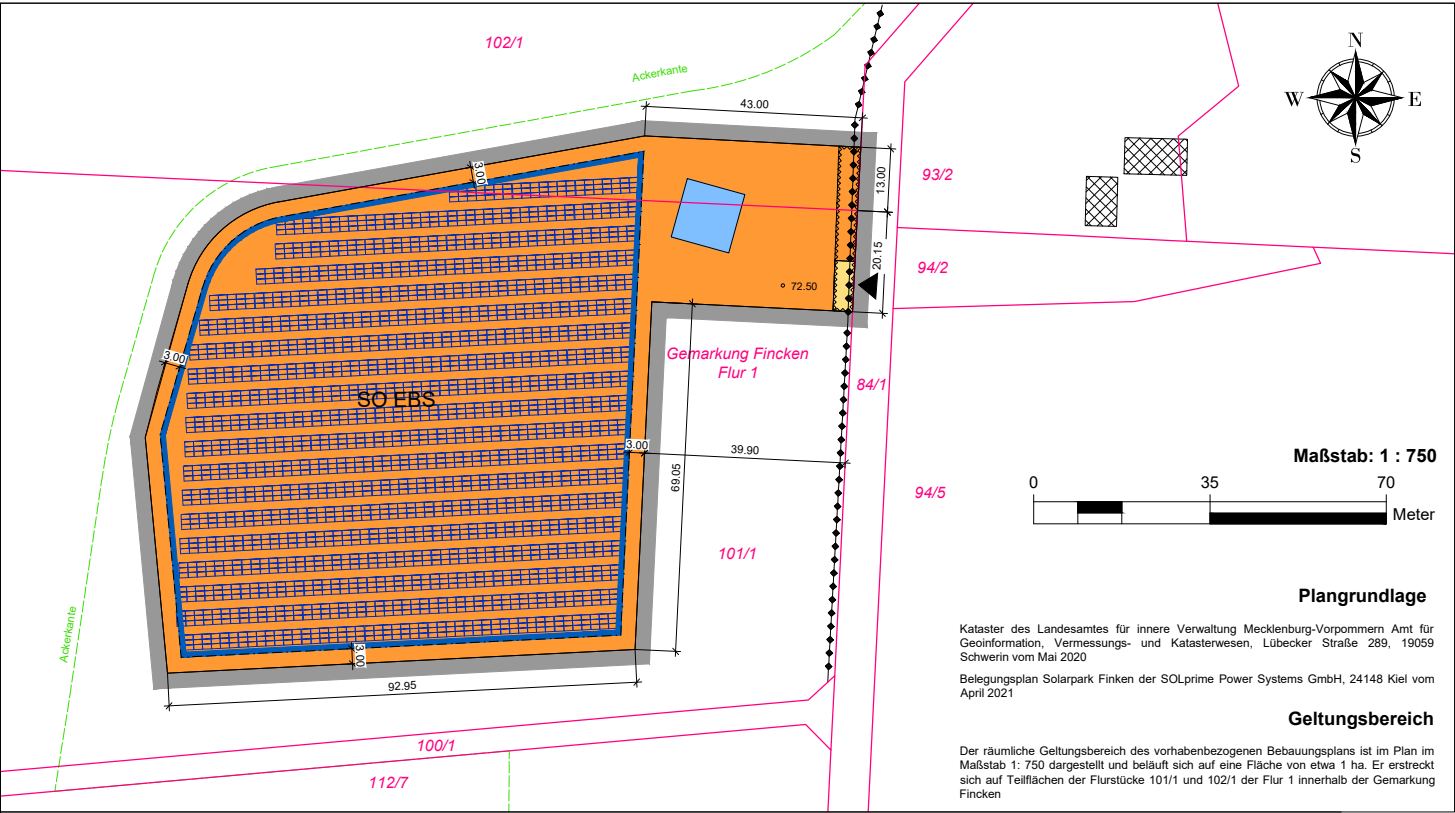 102/1
Ackerkante
43.00
N
W E
S
3.00
13.00
93/2
20.15
94/2
72.50
Gemarkung Fincken
Flur 1
3.00
84/1
SO EBS
3.00
39.90
69.05
94/5
101/1
Maßstab: 1 : 750
0 35 70
Meter
Ackerkante
3.00
92.95
100/1
112/7
Plangrundlage
Kataster des Landesamtes für innere Verwaltung Mecklenburg-Vorpommern Amt für
Geoinformation, Vermessungs- und Katasterwesen, Lübecker Straße 289, 19059
Schwerin vom Mai 2020
Belegungsplan Solarpark Finken der SOLprime Power Systems GmbH, 24148 Kiel vom
April 2021
Geltungsbereich
Der räumliche Geltungsbereich des vorhabenbezogenen Bebauungsplans ist im Plan im
Maßstab 1: 750 dargestellt und beläuft sich auf eine Fläche von etwa 1 ha. Er erstreckt
sich auf Teilflächen der Flurstücke 101/1 und 102/1 der Flur 1 innerhalb der Gemarkung
Fincken